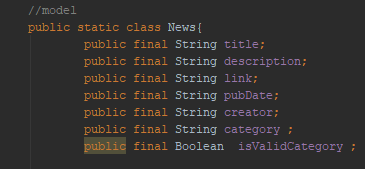 //model
public static class News{
public final String title;
public final String description;
public final String link;
public final String pubDate;
public final String creator;
public final String category ;
public final Boolean  isValidCategory ;